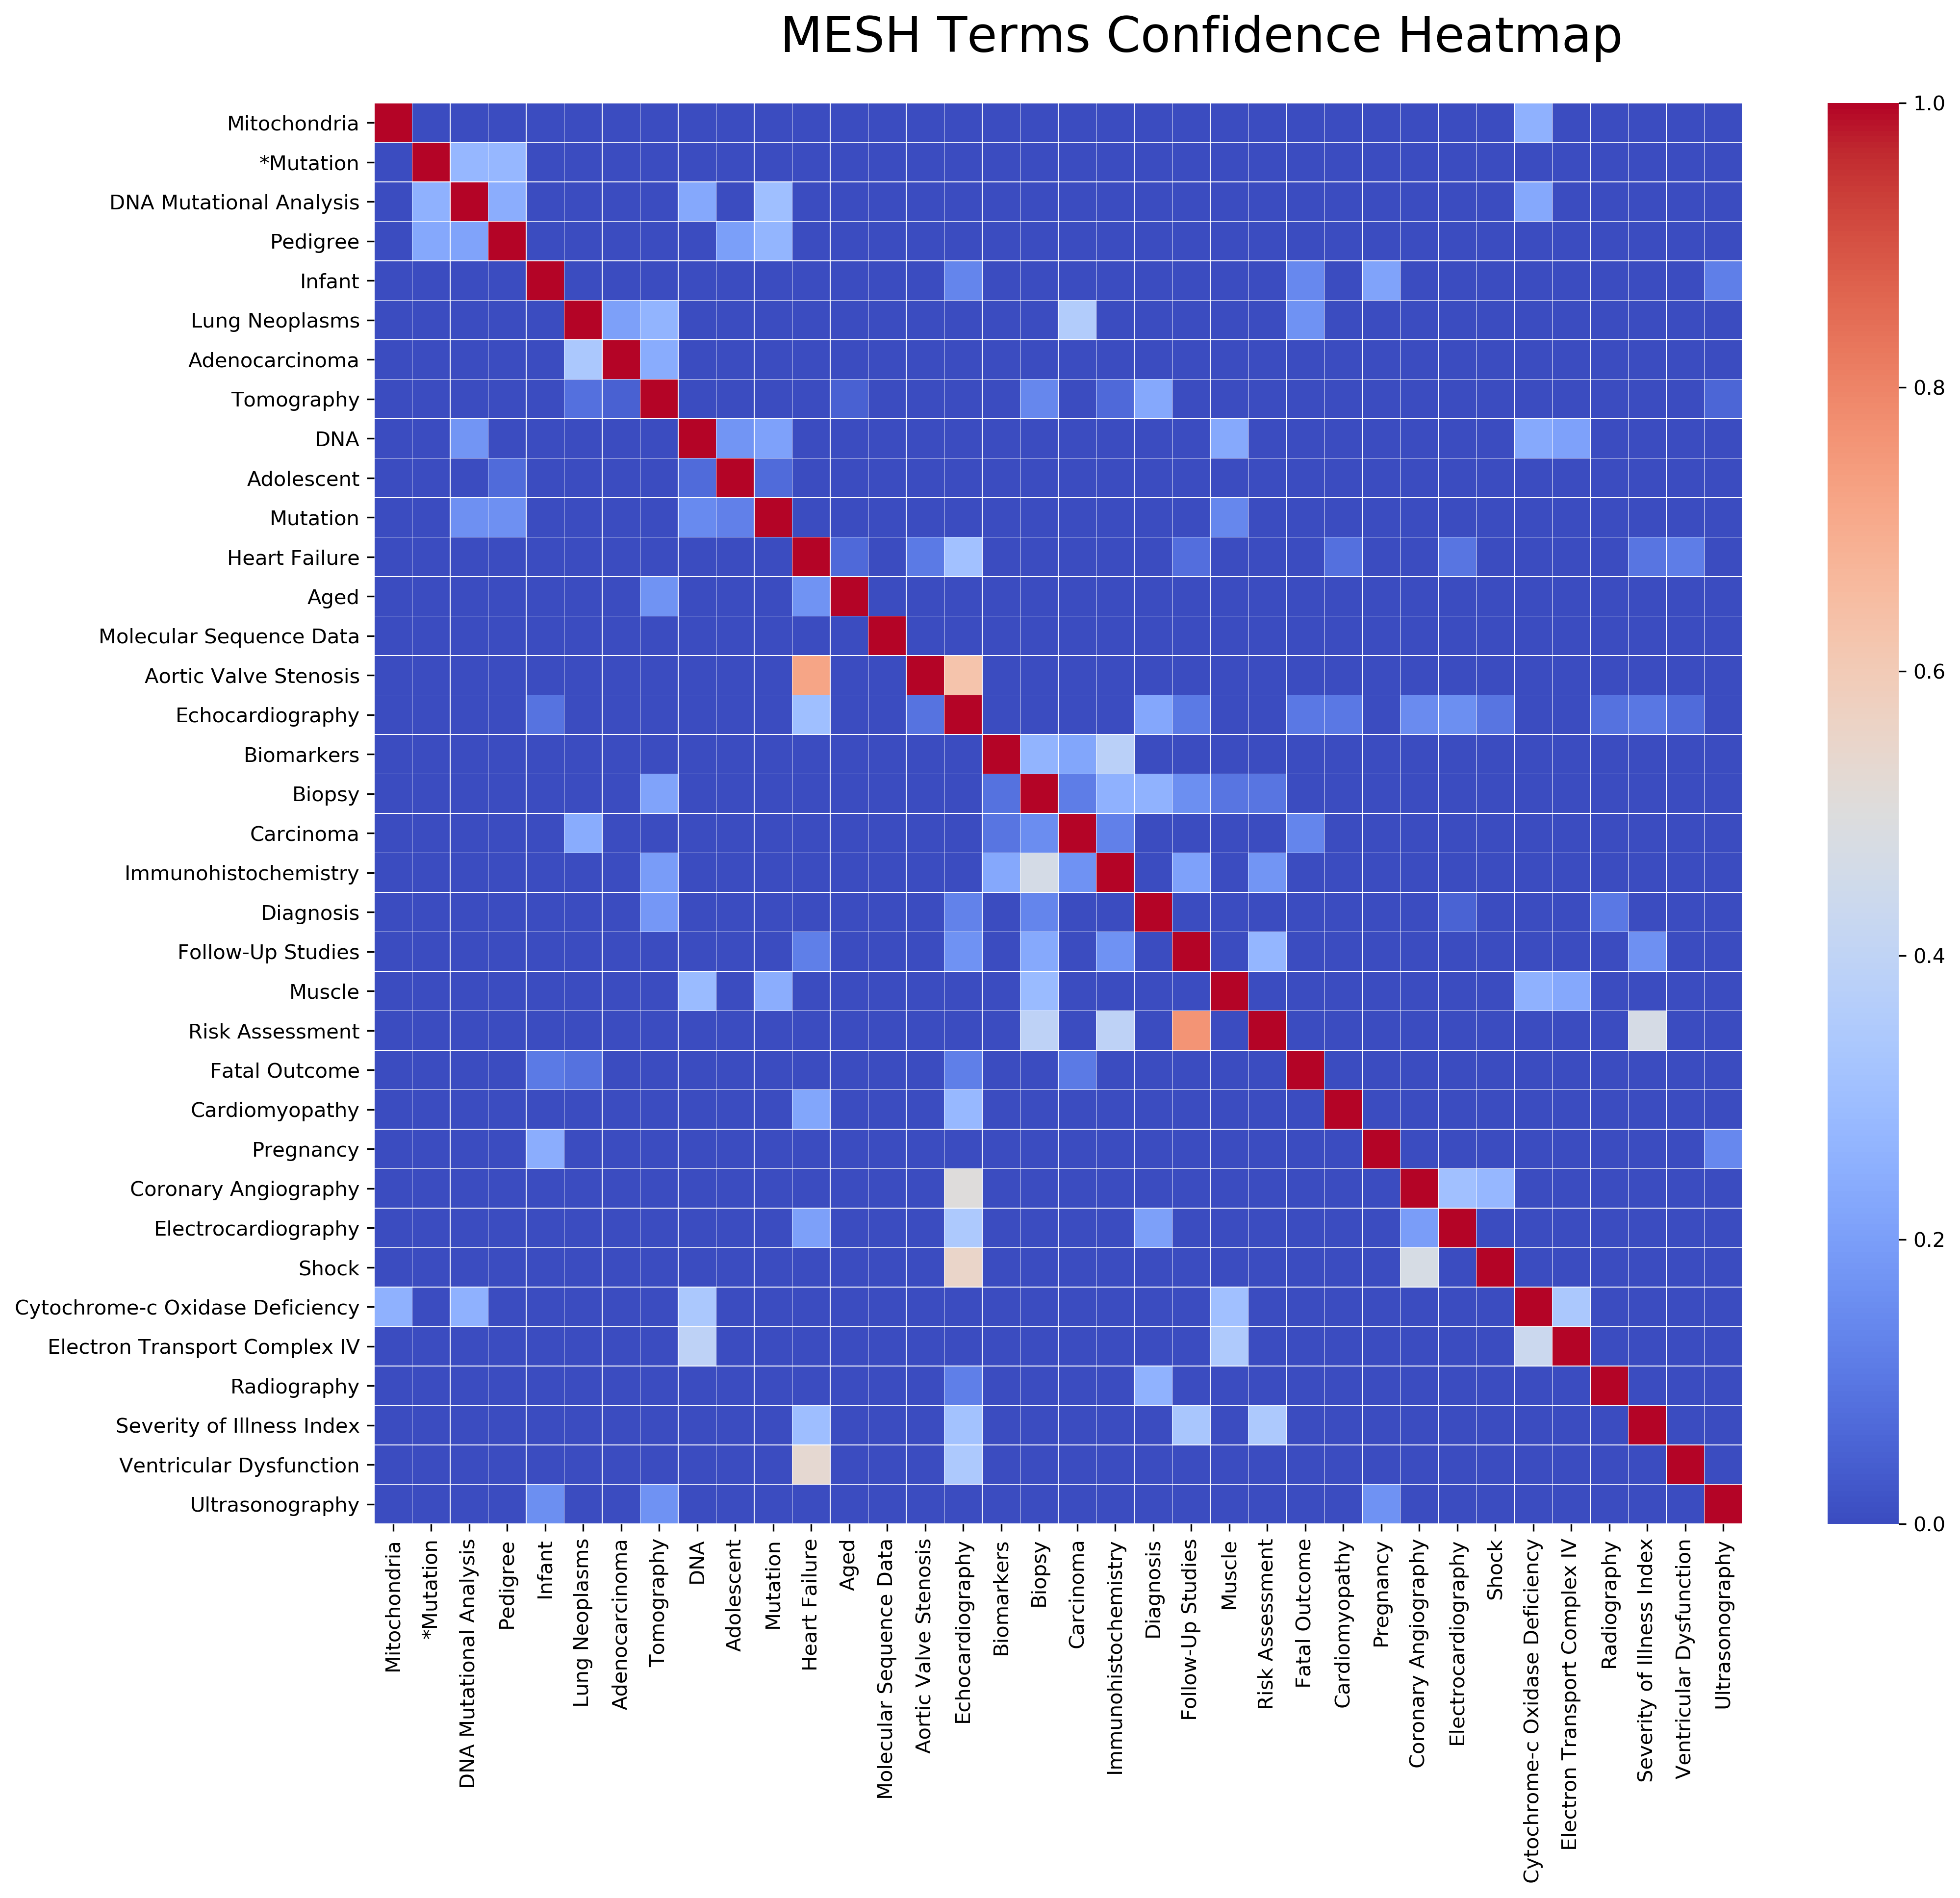 MESH Terms Confidence Heatmap
Mitochondria
*Mutation
DNA Mutational Analysis
Pedigree
Infant
Lung Neoplasms
Adenocarcinoma
Tomography
DNA
Adolescent
Mutation
Heart Failure
Aged
Molecular Sequence Data
Aortic Valve Stenosis
Echocardiography
Biomarkers
Biopsy
Carcinoma
Immunohistochemistry
Diagnosis
Follow-Up Studies
Muscle
Risk Assessment
Fatal Outcome
Cardiomyopathy
Pregnancy
Coronary Angiography
Electrocardiography
Shock
Cytochrome-c Oxidase Deficiency
Electron Transport Complex IV
Radiography
Severity of Illness Index
Ventricular Dysfunction
Ultrasonography
Mitochondria
*Mutation
DNA Mutational Analysis
Pedigree
Infant
Lung Neoplasms
Adenocarcinoma
Tomography
DNA
Adolescent
Mutation
Heart Failure
Aged
Molecular Sequence Data
Aortic Valve Stenosis
Echocardiography
Biomarkers
Biopsy
Carcinoma
Immunohistochemistry
Diagnosis
Follow-Up Studies
Muscle
Risk Assessment
Fatal Outcome
Cardiomyopathy
Pregnancy
Coronary Angiography
Electrocardiography
Shock
Cytochrome-c Oxidase Deficiency
Electron Transport Complex IV
Radiography
Severity of Illness Index
Ventricular Dysfunction
Ultrasonography
1.0
0.8
0.6
0.4
0.2
0.0